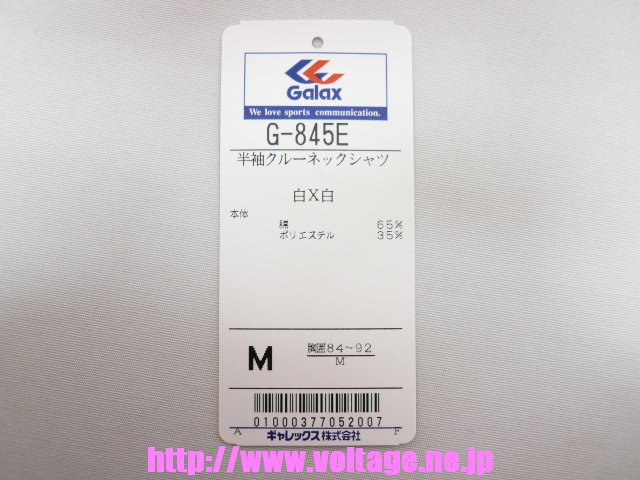 Galax
We love sports communication.
G-845E
半袖クルーネックシャツ
白X白
本体
綿 65%
ポリエステル 35%
M
胸囲84～92
M
01000377052007
A ギャレックス株式会社 F
http://www.voltage.ne.jp